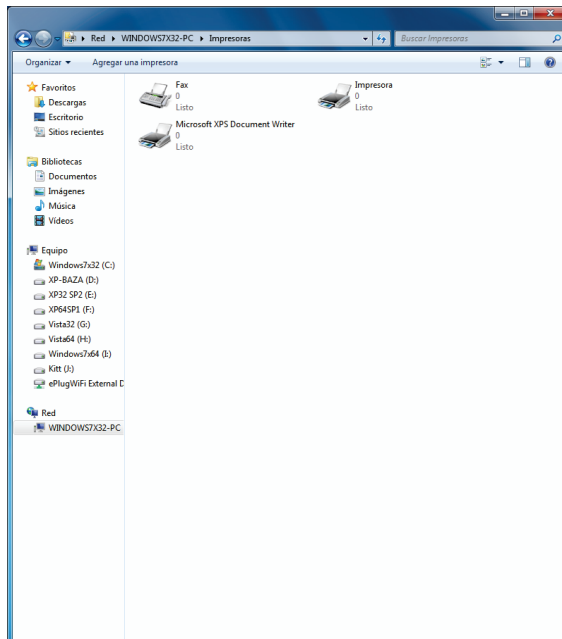 Red ▸ WINDOWS7X32-PC ▸ Impresoras
Buscar Impresoras
Organizar
Agregar una impresora
Favoritos
Descargas
Escritorio
Sitios recientes
Bibliotecas
Documentos
Imágenes
Música
Vídeos
Equipo
Windows7x32 (C:)
XP-BAZA (D:)
XP32 SP2 (E:)
XP64SP1 (F:)
Vista32 (G:)
Vista64 (H:)
Windows7x64 (I:)
Kitt (J:)
ePlugWiFi External D
Red
WINDOWS7X32-PC
Fax
0
Listo
Impresora
0
Listo
Microsoft XPS Document Writer
0
Listo